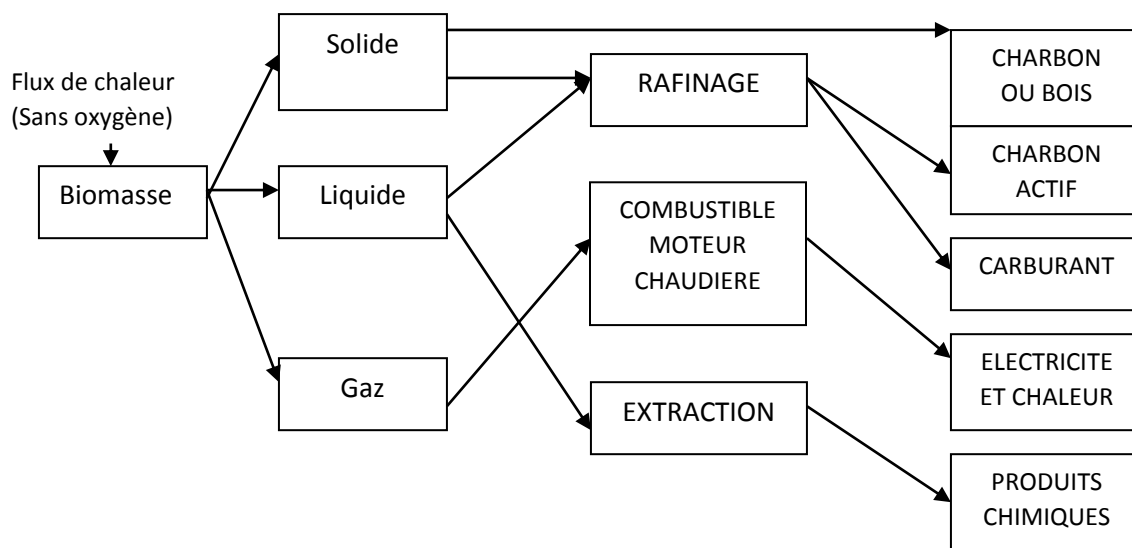 Flux de chaleur
(Sans oxygène)
Biomasse
Solide
Liquide
Gaz
RAFINAGE
COMBUSTIBLE
MOTEUR
CHAUDIERE
EXTRACTION
CHARBON
OU BOIS
CHARBON
ACTIF
CARBURANT
ELECTRICITE
ET CHALEUR
PRODUITS
CHIMIQUES